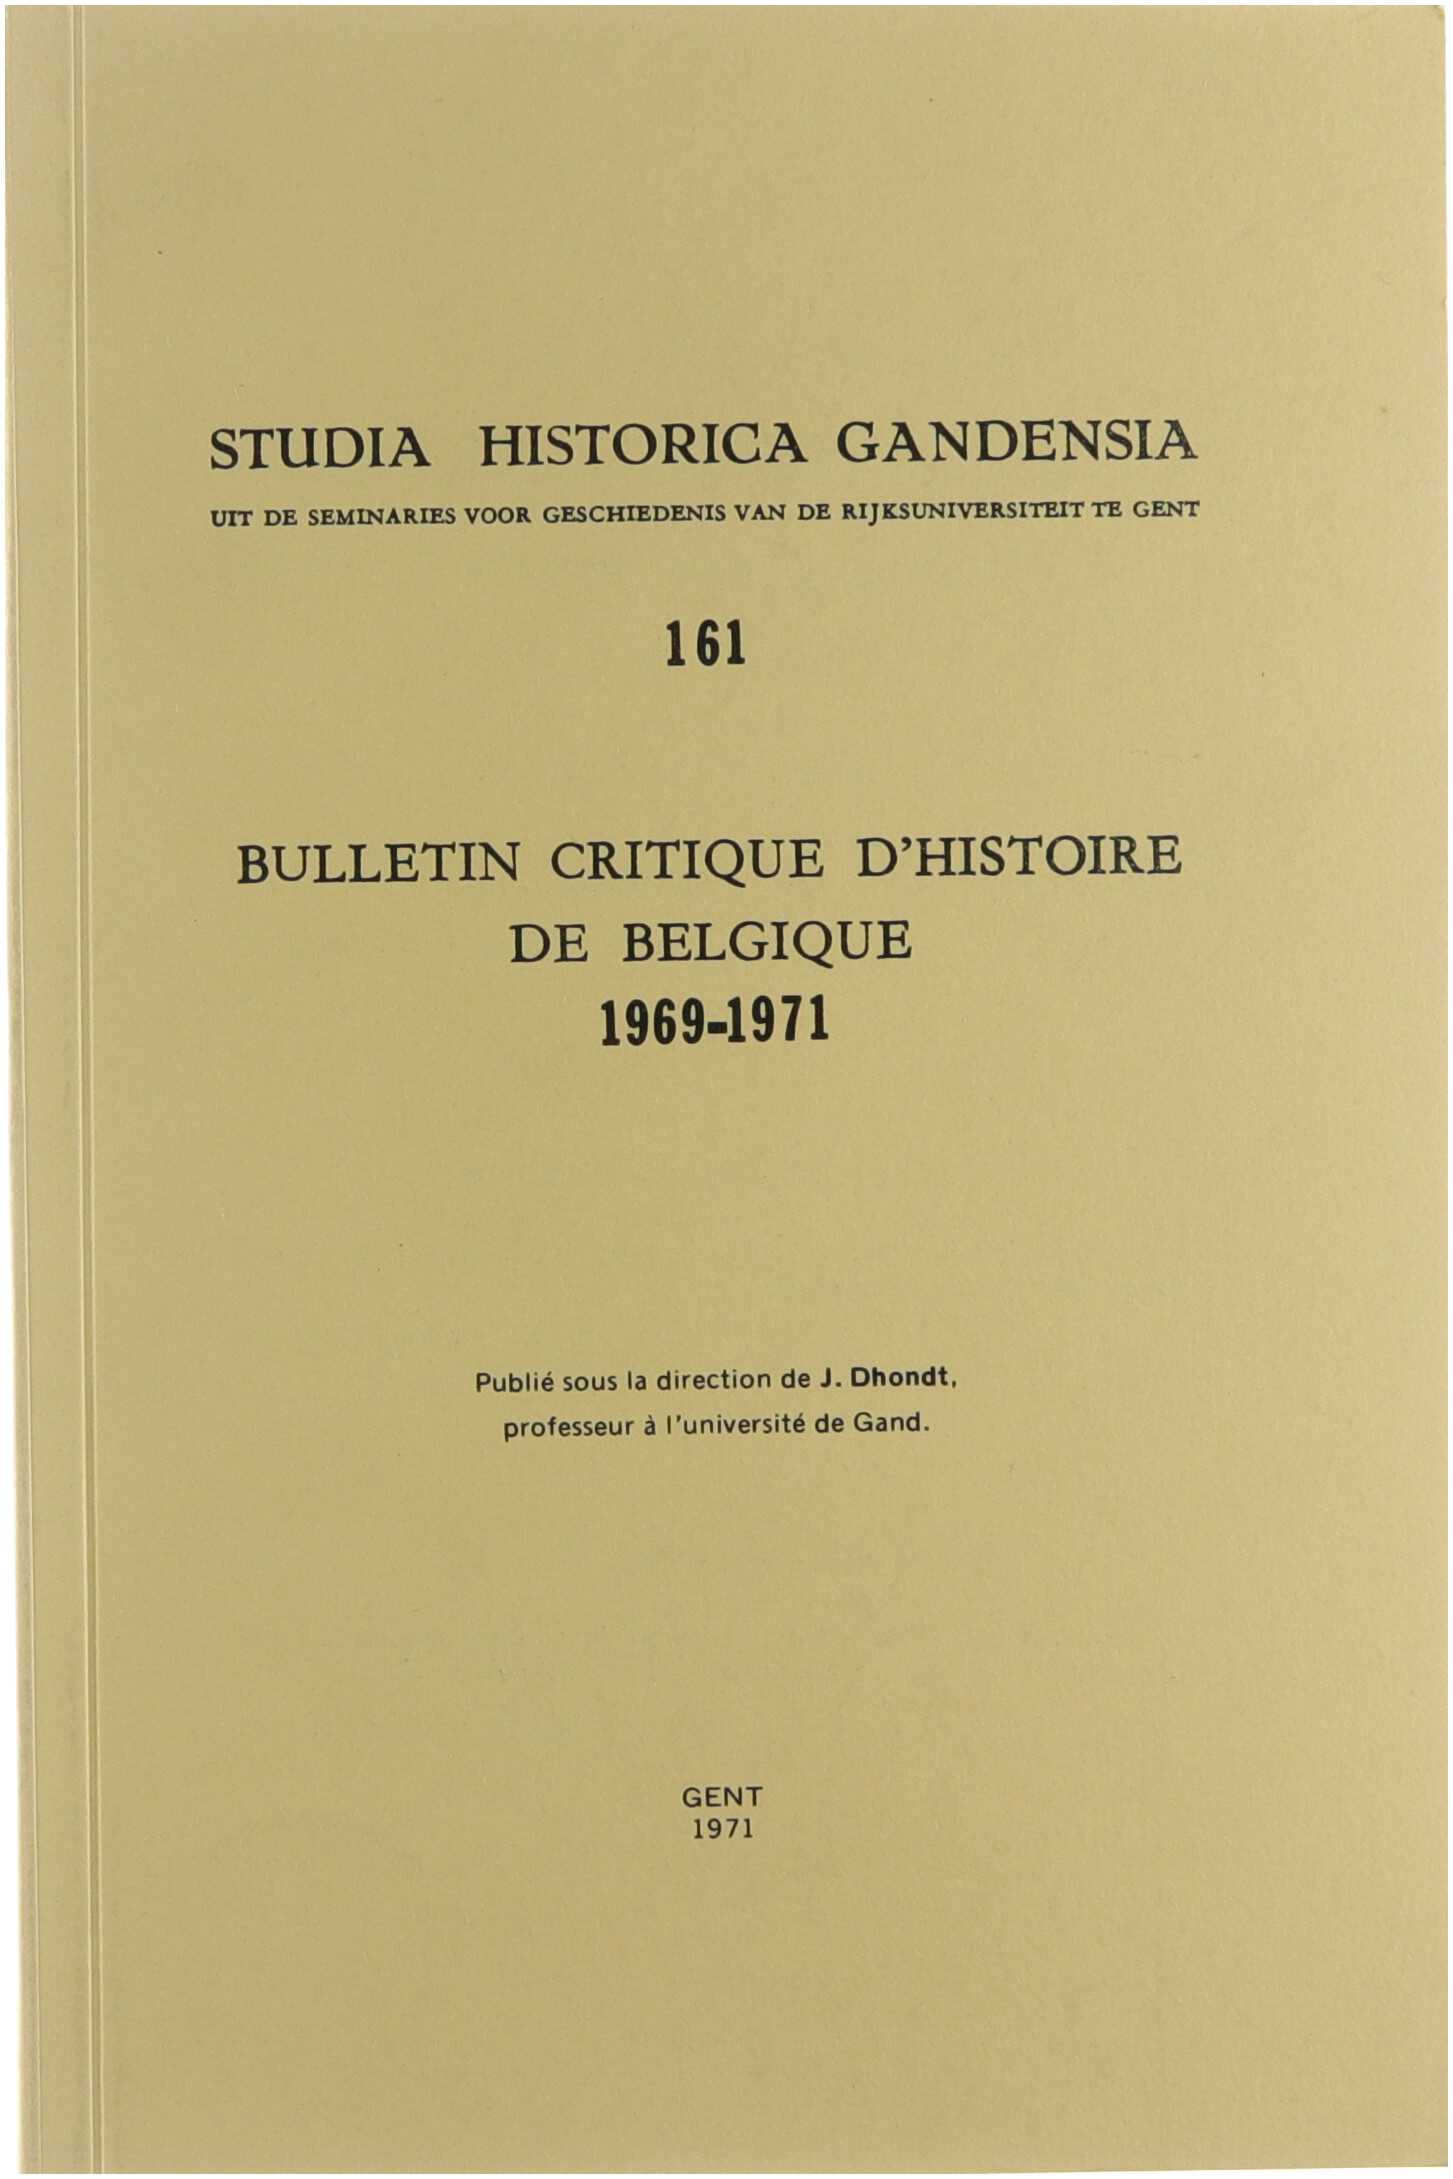 STUDIA HISTORICA GANDENSIA
UIT DE SEMINARIES VOOR GESCHIEDENIS VAN DE RIJKSUNIVERSITEIT TE GENT
161
BULLETIN CRITIQUE D'HISTOIRE
DE BELGIQUE
1969-1971
Publié sous la direction de J. Dhondt,
professeur à l'université de Gand.
GENT
1971